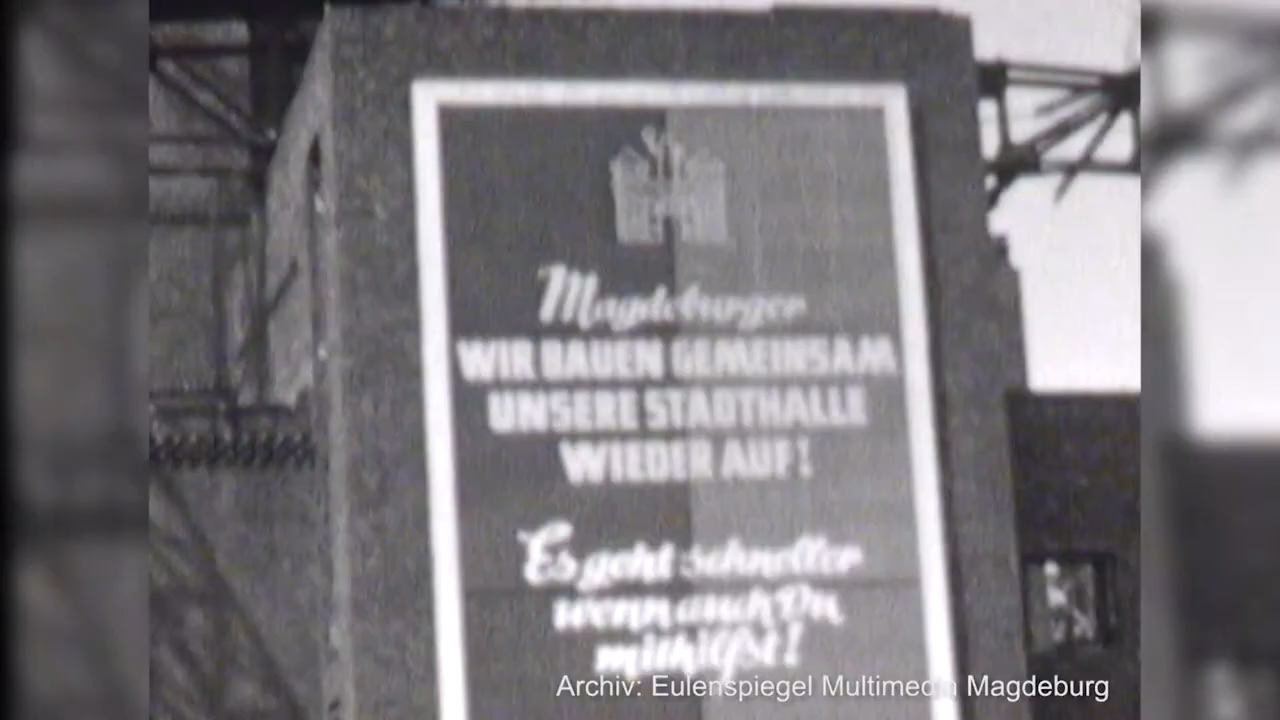 Magdeburger
WIR BAUEN GEMEINSAM
UNSERE STADTHALLE
WIEDER AUF!
Es geht schneller
wenn auch Du
mithilfst!
Archiv: Eulenspiegel Multimedia Magdeburg